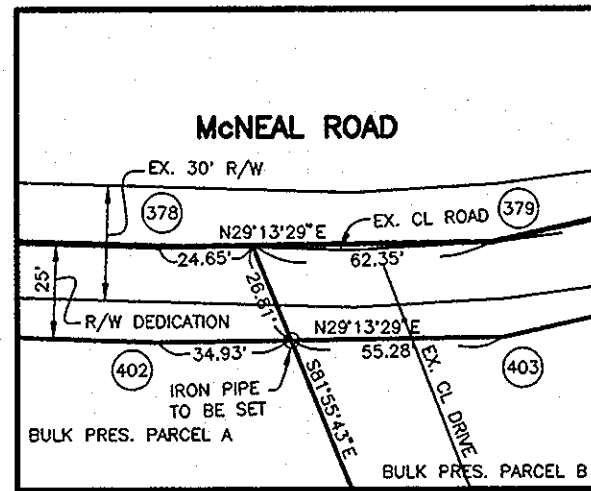 McNEAL ROAD
EX. 30' R/W
378
379
N29°13'29"E
EX. CL ROAD
24.65'
62.35'
25'
26.81'
R/W DEDICATION
N29°13'29"E
34.93'
55.28
402
403
IRON PIPE
TO BE SET
S81°55'43"E
EX. CL DRIVE
BULK PRES. PARCEL A
BULK PRES. PARCEL B